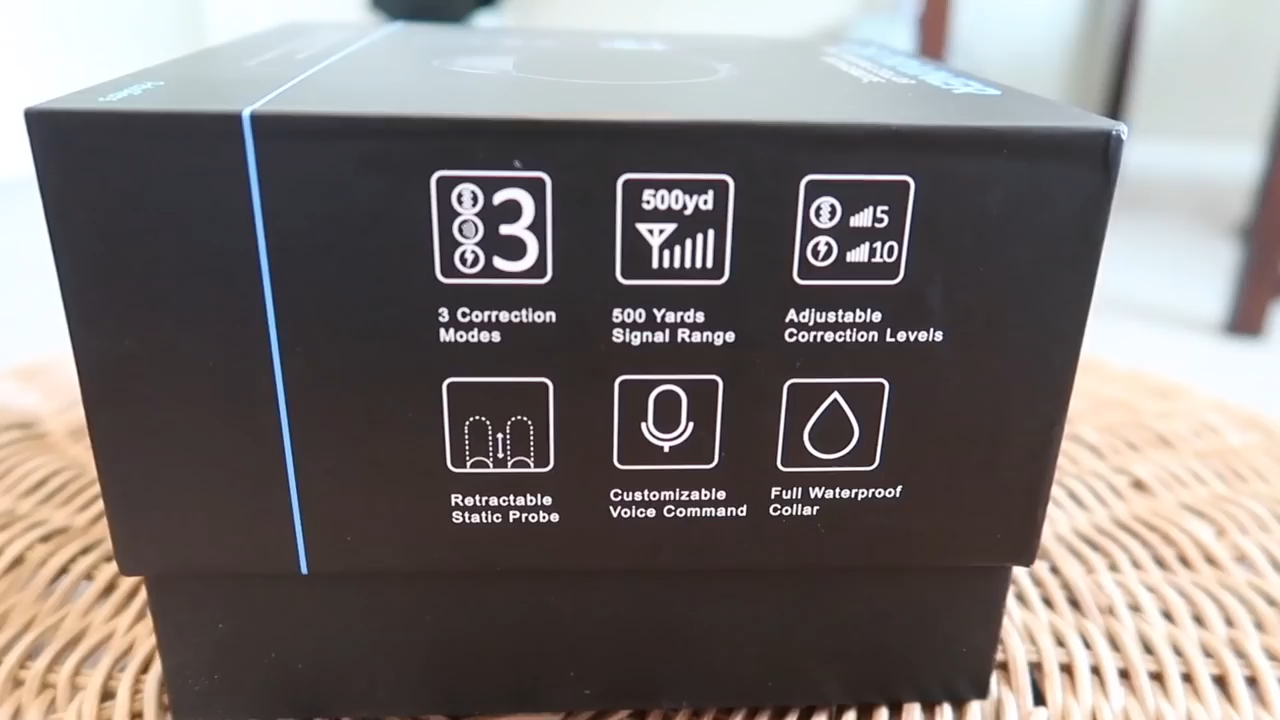 3
500yd
5
10
3 Correction
Modes
500 Yards
Signal Range
Adjustable
Correction Levels
Retractable
Static Probe
Customizable
Voice Command
Full Waterproof
Collar